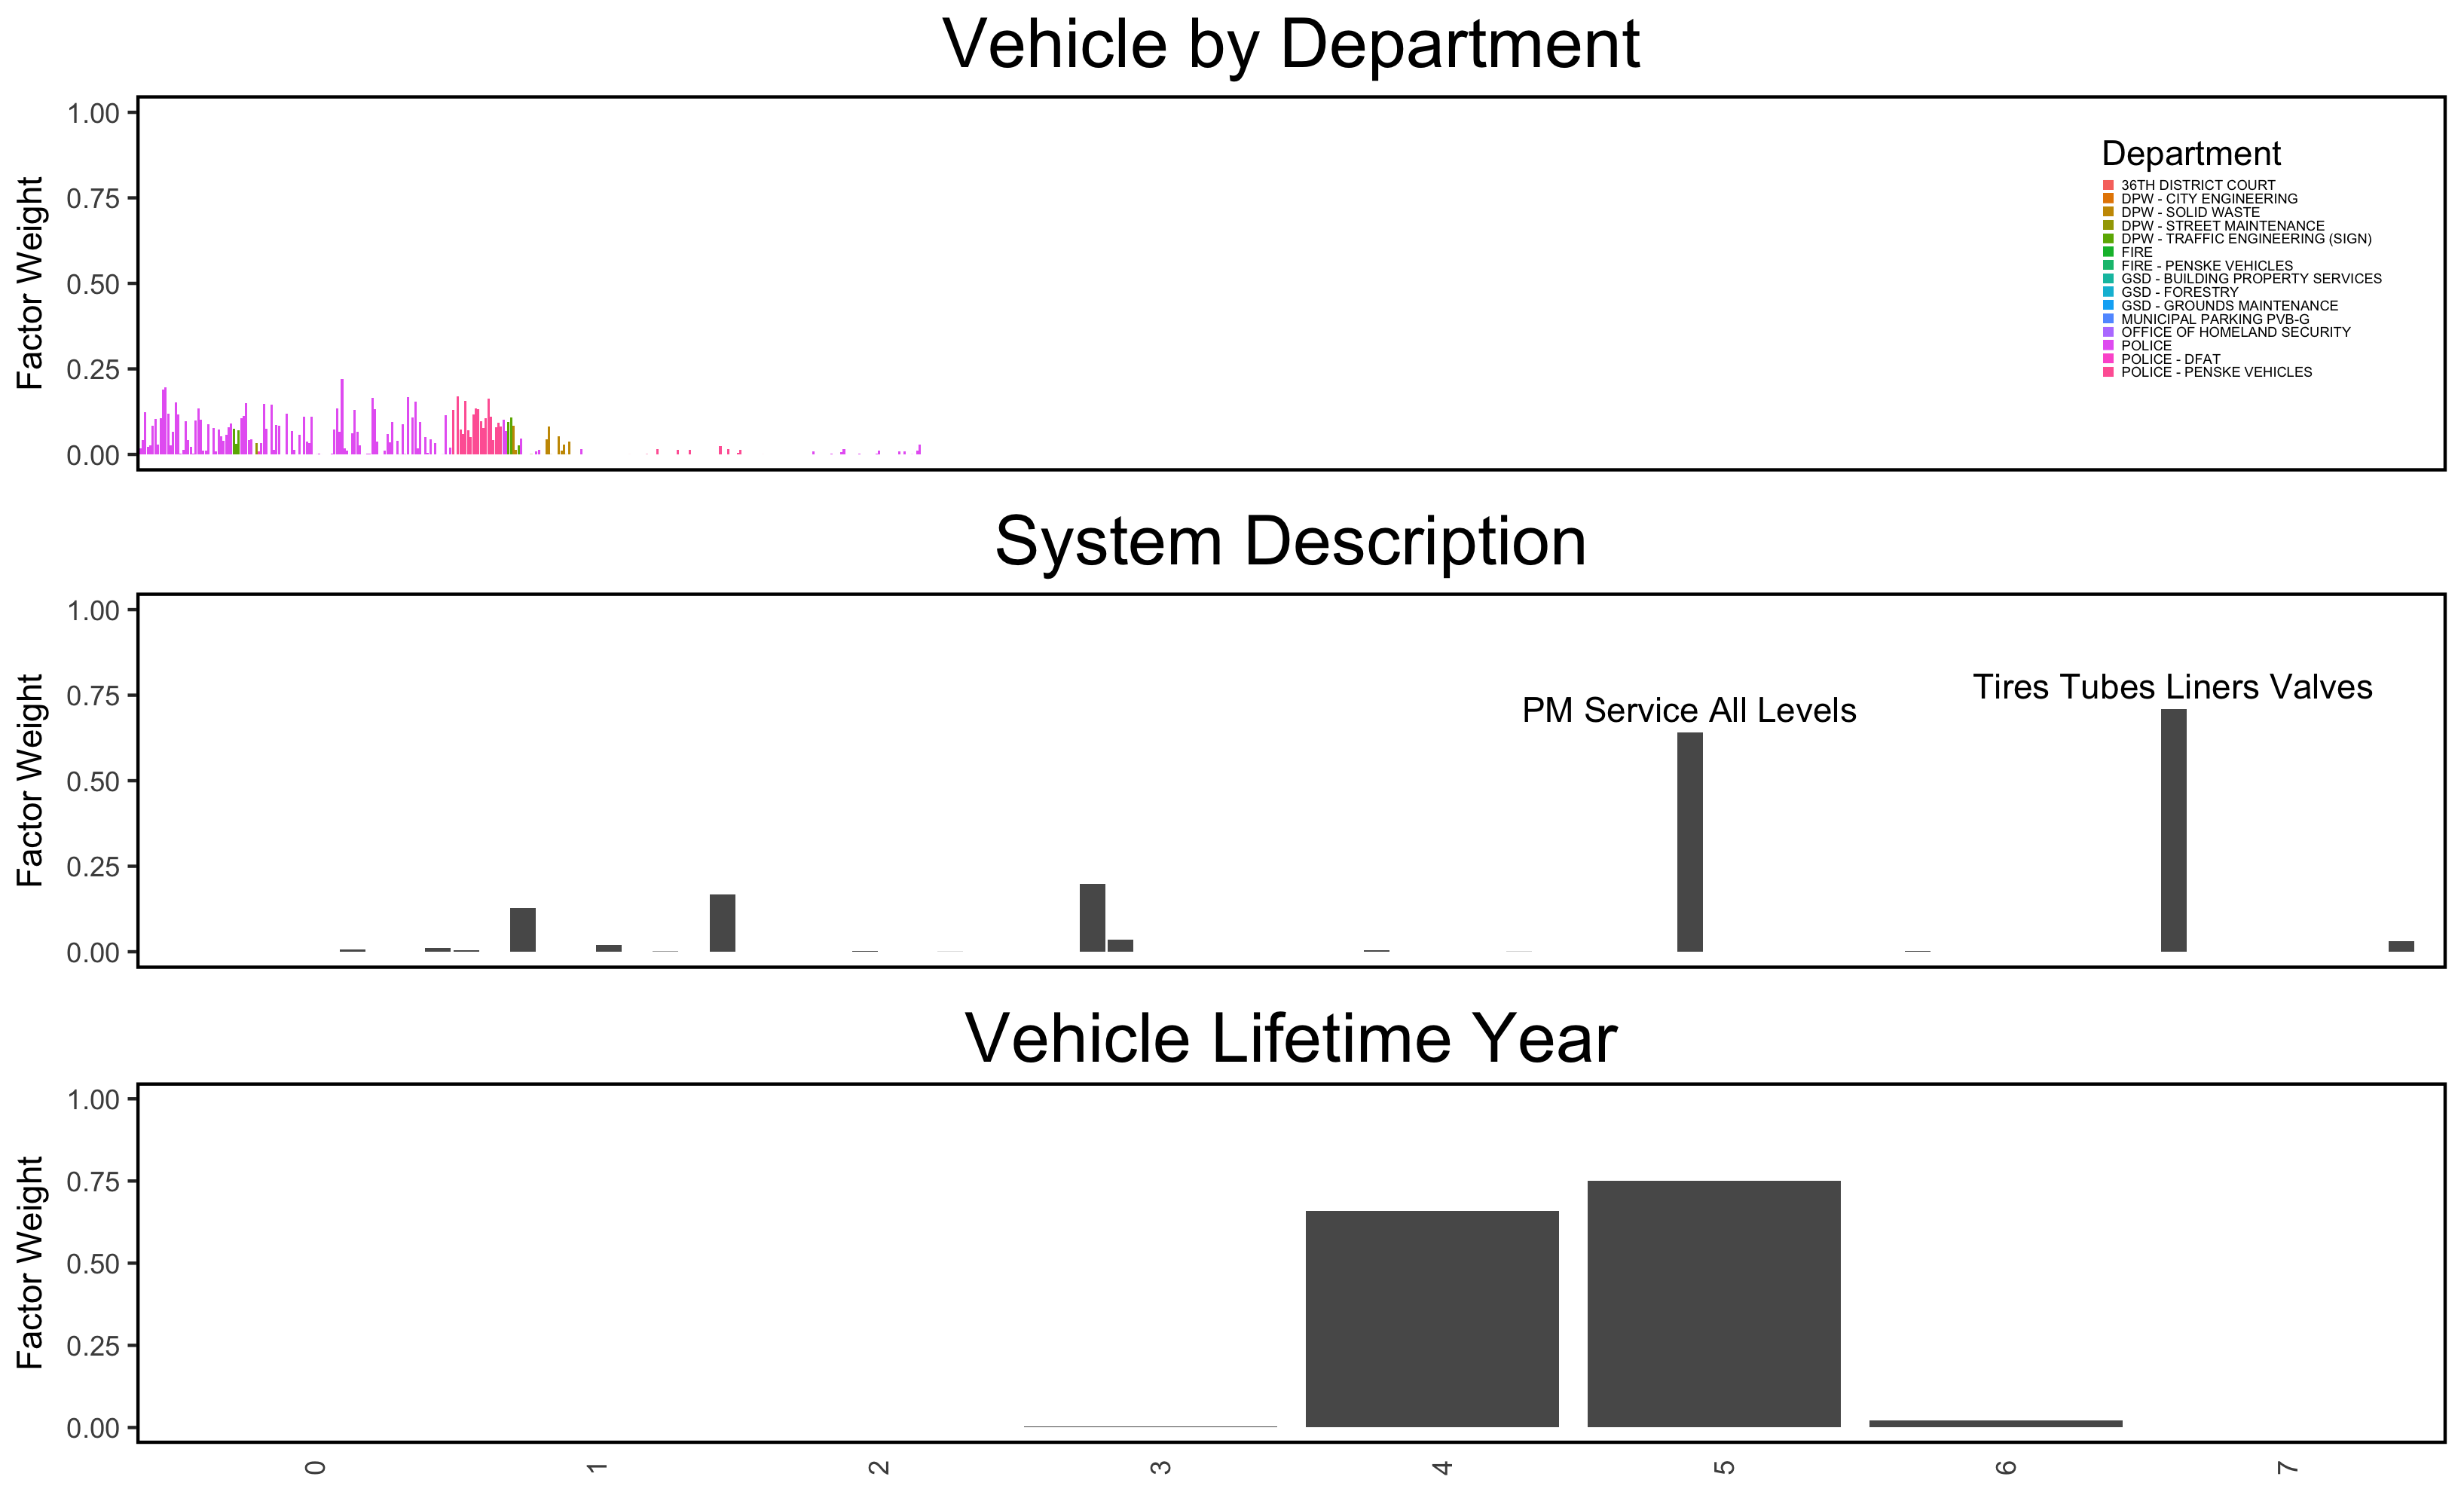 Vehicle by Department
Factor Weight
1.00
0.75
0.50
0.25
0.00
Department
36TH DISTRICT COURT
DPW - CITY ENGINEERING
DPW - SOLID WASTE
DPW - STREET MAINTENANCE
DPW - TRAFFIC ENGINEERING (SIGN)
FIRE
FIRE - PENSKE VEHICLES
GSD - BUILDING PROPERTY SERVICES
GSD - FORESTRY
GSD - GROUNDS MAINTENANCE
MUNICIPAL PARKING PVB-G
OFFICE OF HOMELAND SECURITY
POLICE
POLICE - DFAT
POLICE - PENSKE VEHICLES
System Description
Factor Weight
1.00
0.75
0.50
0.25
0.00
PM Service All Levels
Tires Tubes Liners Valves
Vehicle Lifetime Year
Factor Weight
1.00
0.75
0.50
0.25
0.00
0 1 2 3 4 5 6 7